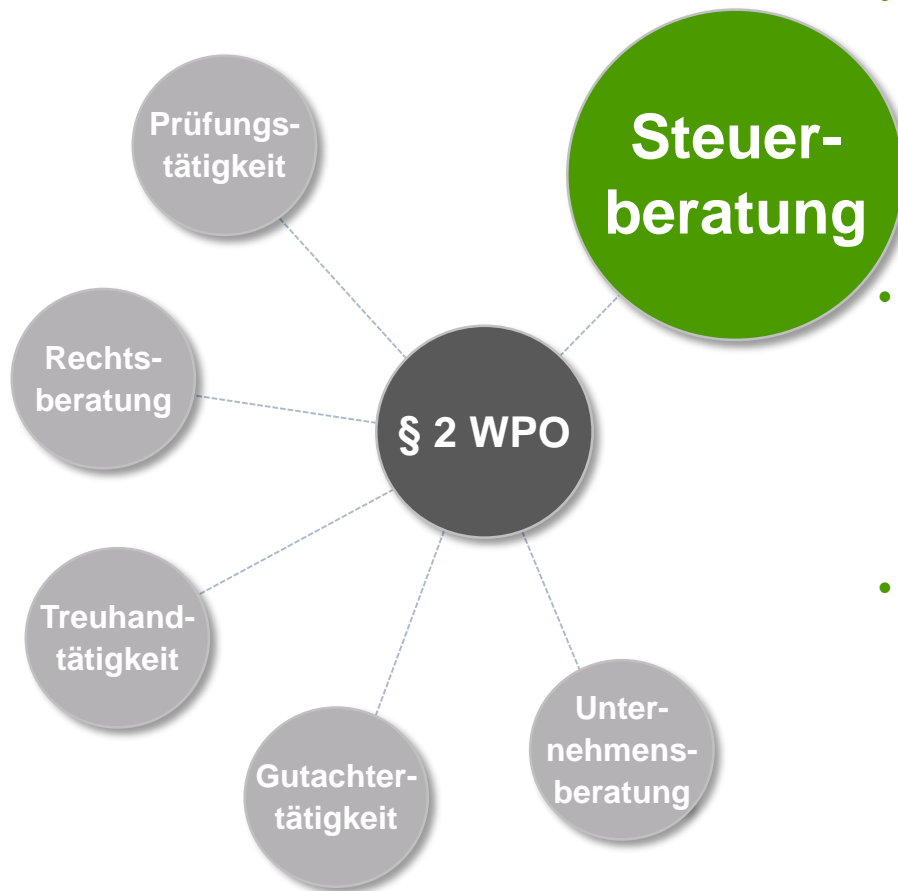 Steuer-
beratung
Prüfungs-
tätigkeit
Rechts-
beratung
§ 2 WPO
Treuhand-
tätigkeit
Gutachter-
tätigkeit
Unter-
nehmens-
beratung